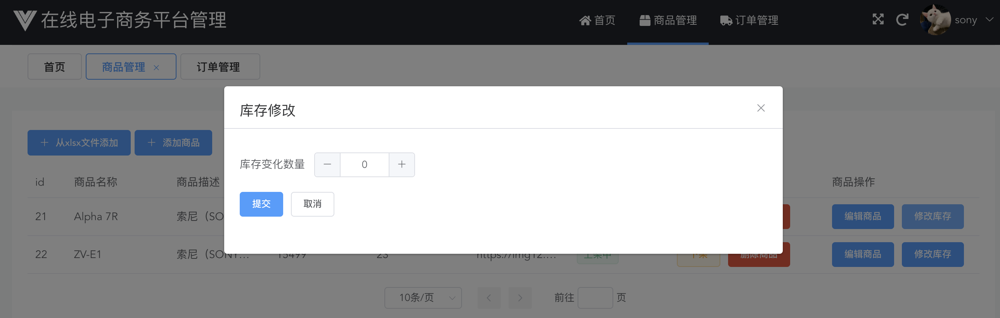 在线电子商务平台管理 首页 商品管理 订单管理 sony
首页 商品管理 订单管理
库存修改
从xlsx文件添加 添加商品
库存变化数量 0
id 商品名称 商品描述 商品操作
提交 取消
21 Alpha 7R 索尼（SO 编辑商品 修改库存
22 ZV-E1 索尼（SONY... 15499 23 https://img12.... 上架中 下架 删除商品 编辑商品 修改库存
10条/页 前往 页